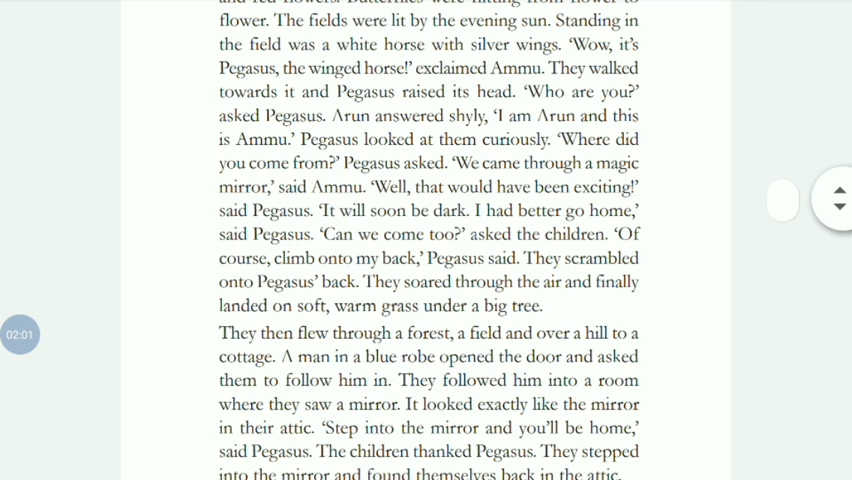 and red flowers. Butterflies were flitting from flower to
flower. The fields were lit by the evening sun. Standing in
the field was a white horse with silver wings. ‘Wow, it’s
Pegasus, the winged horse!’ exclaimed Ammu. They walked
towards it and Pegasus raised its head. ‘Who are you?’
asked Pegasus. Arun answered shyly, ‘I am Arun and this
is Ammu.’ Pegasus looked at them curiously. ‘Where did
you come from?’ Pegasus asked. ‘We came through a magic
mirror,’ said Ammu. ‘Well, that would have been exciting!’
said Pegasus. ‘It will soon be dark. I had better go home,’
said Pegasus. ‘Can we come too?’ asked the children. ‘Of
course, climb onto my back,’ Pegasus said. They scrambled
onto Pegasus’ back. They soared through the air and finally
landed on soft, warm grass under a big tree.
They then flew through a forest, a field and over a hill to a
cottage. A man in a blue robe opened the door and asked
them to follow him in. They followed him into a room
where they saw a mirror. It looked exactly like the mirror
in their attic. ‘Step into the mirror and you’ll be home,’
said Pegasus. The children thanked Pegasus. They stepped
into the mirror and found themselves back in the attic.
02:01